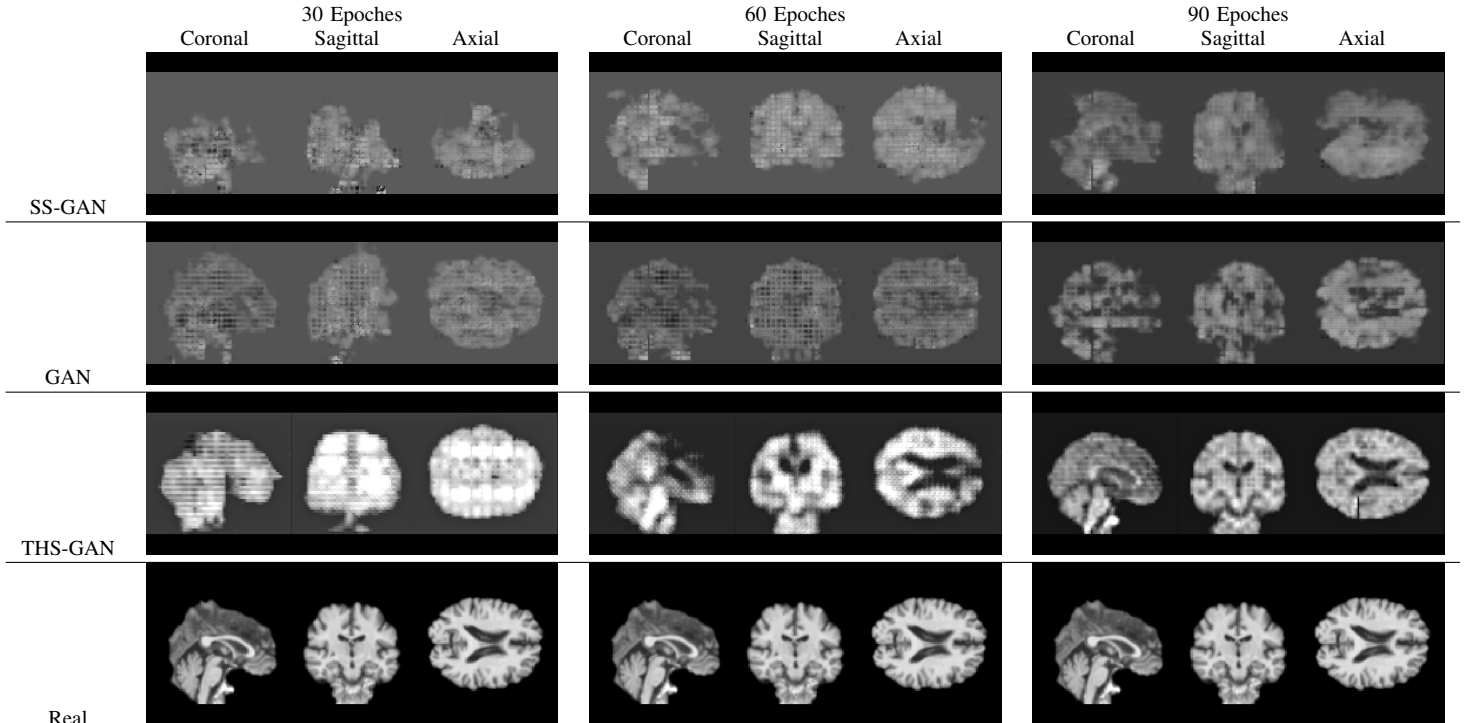 30 Epoches 60 Epoches 90 Epoches
Coronal Sagittal Axial Coronal Sagittal Axial Coronal Sagittal Axial
SS-GAN
GAN
THS-GAN
Real